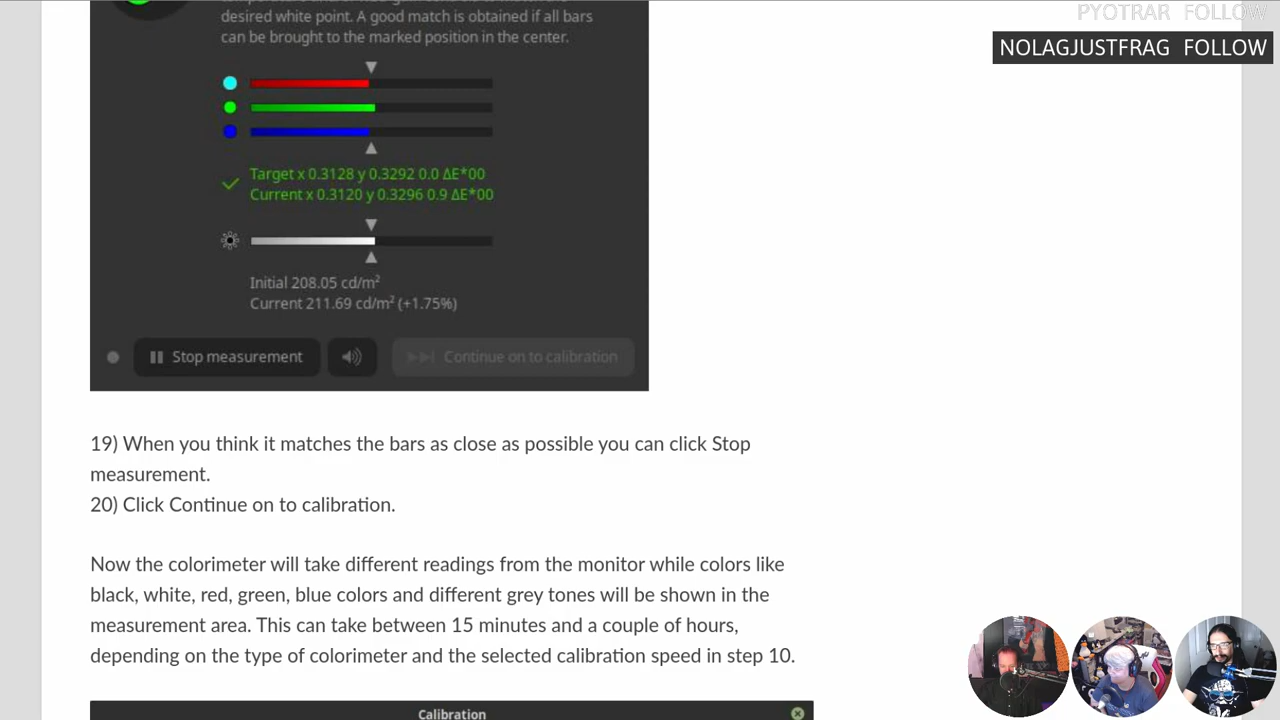 PYOTRAR FOLLOW
NOLAGJUSTFRAG FOLLOW
desired white point. A good match is obtained if all bars
can be brought to the marked position in the center.
Target x 0.3128 y 0.3292 0.0 ΔE*00
Current x 0.3120 y 0.3296 0.9 ΔE*00
Initial 208.05 cd/m²
Current 211.69 cd/m² (+1.75%)
Stop measurement
Continue on to calibration
19) When you think it matches the bars as close as possible you can click Stop
measurement.
20) Click Continue on to calibration.
Now the colorimeter will take different readings from the monitor while colors like
black, white, red, green, blue colors and different grey tones will be shown in the
measurement area. This can take between 15 minutes and a couple of hours,
depending on the type of colorimeter and the selected calibration speed in step 10.
Calibration